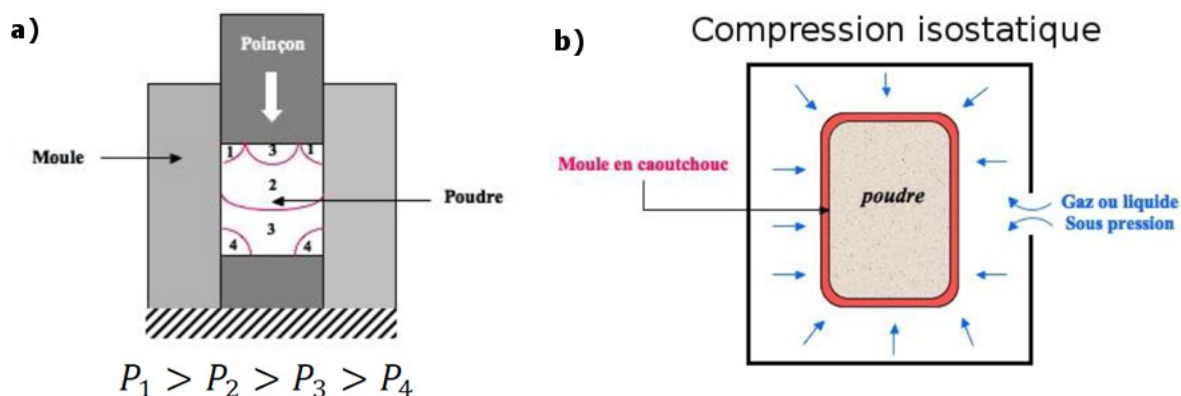 a)
Poinçon
Moule
1 3 1
2
Poudre
3
4 4
P₁ > P₂ > P₃ > P₄
b)
Compression isostatique
Moule en caoutchouc
poudre
Gaz ou liquide
Sous pression